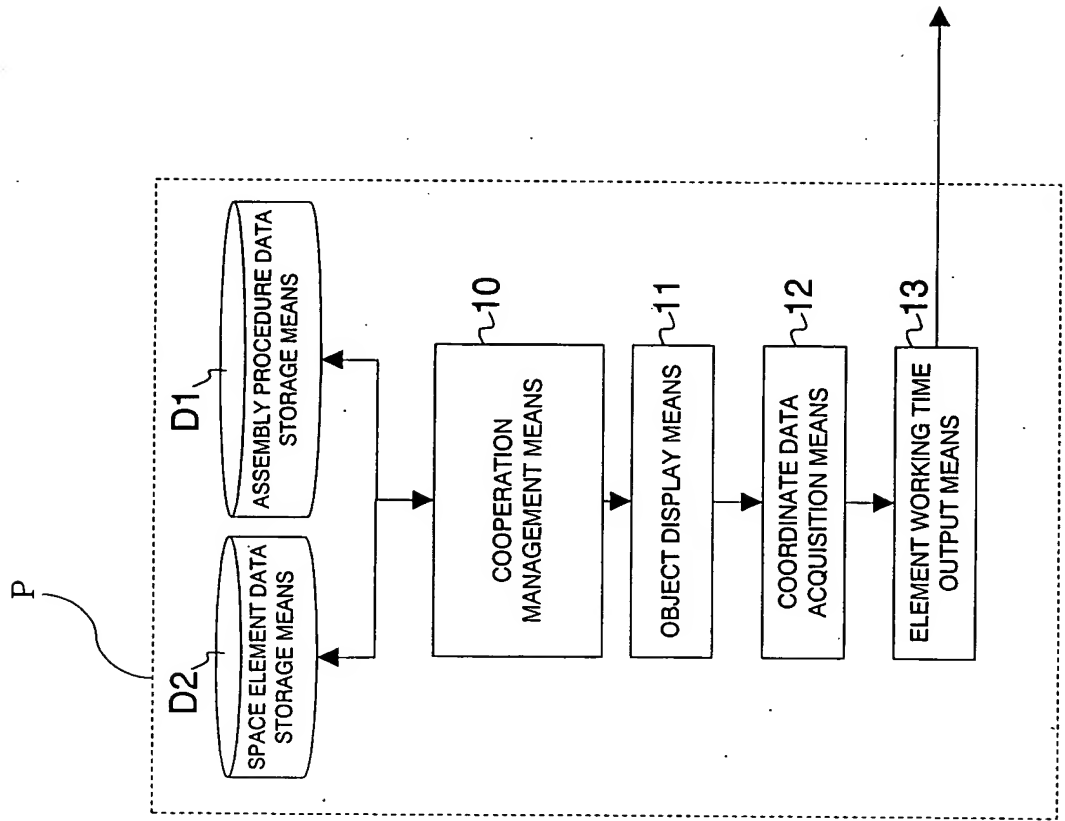 P
D2
SPACE ELEMENT DATA
STORAGE MEANS
D1
ASSEMBLY PROCEDURE DATA
STORAGE MEANS
10
COOPERATION
MANAGEMENT MEANS
11
OBJECT DISPLAY MEANS
12
COORDINATE DATA
ACQUISITION MEANS
13
ELEMENT WORKING TIME
OUTPUT MEANS